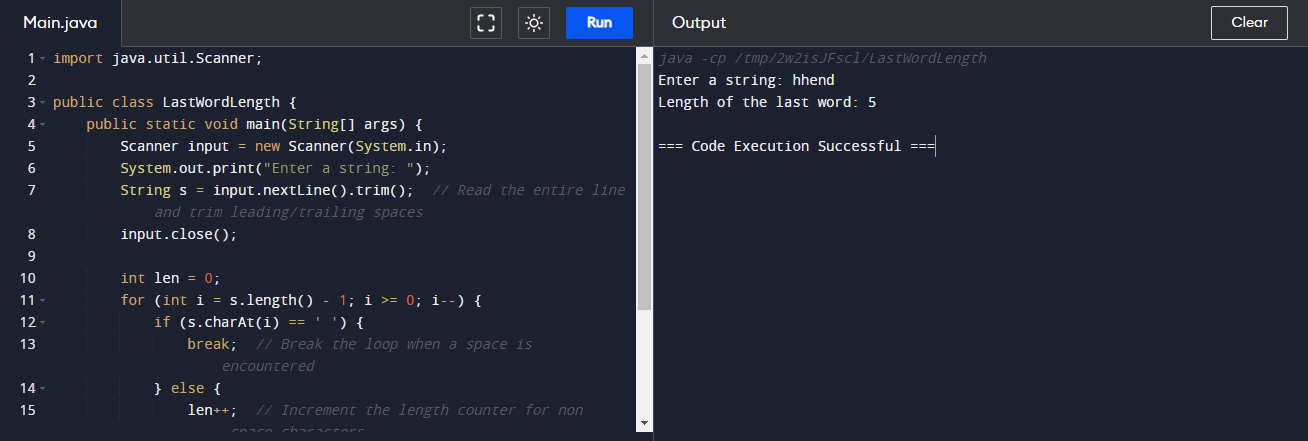 Main.java
Run
1 import java.util.Scanner;
2
3 public class LastWordLength {
4 public static void main(String[] args) {
5 Scanner input = new Scanner(System.in);
6 System.out.print("Enter a string: ");
7 String s = input.nextLine().trim();  // Read the entire line
and trim leading/trailing spaces
8 input.close();
9
10 int len = 0;
11 for (int i = s.length() - 1; i >= 0; i--) {
12 if (s.charAt(i) == ' ') {
13 break;  // Break the loop when a space is
encountered
14 } else {
15 len++;  // Increment the length counter for non
space characters
Output
Clear
java -cp /tmp/2w2isJFscl/LastWordLength
Enter a string: hhend
Length of the last word: 5
=== Code Execution Successful ===